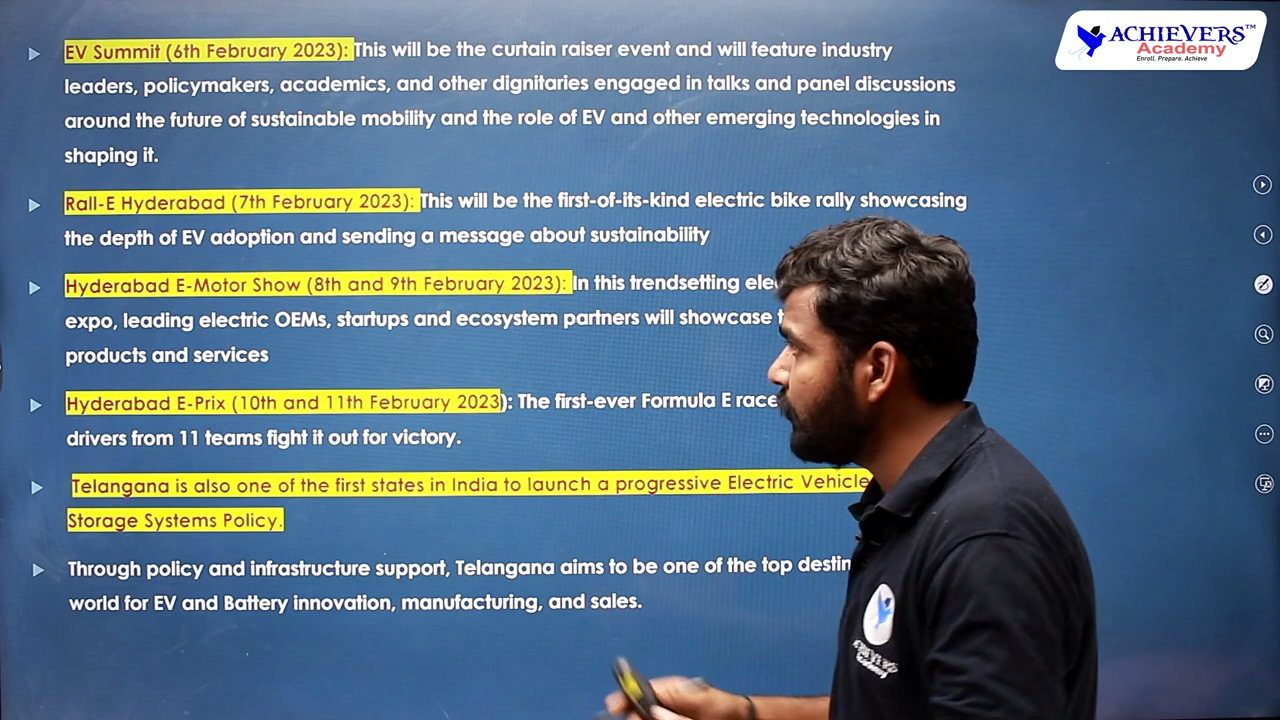 ACHIEVERS™
Academy
Enroll. Prepare. Achieve
EV Summit (6th February 2023): This will be the curtain raiser event and will feature industry
leaders, policymakers, academics, and other dignitaries engaged in talks and panel discussions
around the future of sustainable mobility and the role of EV and other emerging technologies in
shaping it.
Rall-E Hyderabad (7th February 2023): This will be the first-of-its-kind electric bike rally showcasing
the depth of EV adoption and sending a message about sustainability
Hyderabad E-Motor Show (8th and 9th February 2023): In this trendsetting
expo, leading electric OEMs, startups and ecosystem partners will showcase
products and services
Hyderabad E-Prix (10th and 11th February 2023): The first-ever Formula E race
drivers from 11 teams fight it out for victory.
Telangana is also one of the first states in India to launch a progressive Electric Vehicle
Storage Systems Policy.
Through policy and infrastructure support, Telangana aims to be one of the top
world for EV and Battery innovation, manufacturing, and sales.
ACHIEVERS
Academy